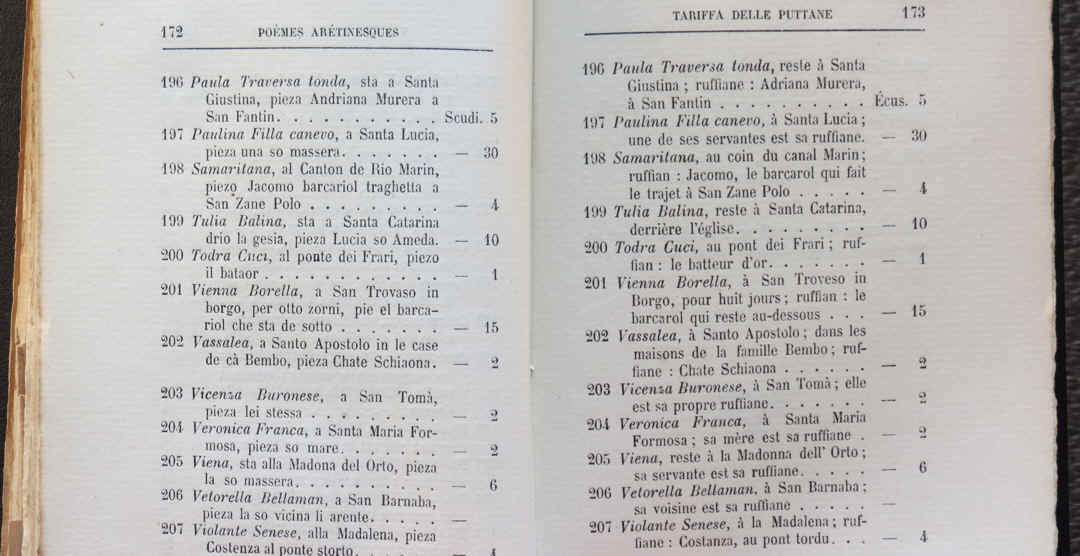 172 POÈMES ARÉTINESQUES
196 Paula Traversa tonda, sta a Santa
Giustina, pieza Andriana Murera a
San Fantin. . . . . . . . . . . Scudi. 5
197 Paulina Filla canevo, a Santa Lucia,
pieza una so massera. . . . . . . — 30
198 Samaritana, al Canton de Rio Marin,
piezo Jacomo barcariol traghetta a
San Zane Polo . . . . . . . . . — 4
199 Tulia Balina, sta a Santa Catarina
drio la gesia, pieza Lucia so Ameda. — 10
200 Todra Cuci, al ponte dei Frari, piezo
il bataor . . . . . . . . . . . . — 1
201 Vienna Borella, a San Trovaso in
borgo, per otto zorni, pie el barca-
riol che sta de sotto . . . . . . . — 15
202 Vassalea, a Santo Apostolo in le case
de cà Bembo, pieza Chate Schiaona. — 2
203 Vicenza Buronese, a San Tomà,
pieza lei stessa . . . . . . . . . — 2
204 Veronica Franca, a Santa Maria For-
mosa, pieza so mare. . . . . . . — 2
205 Viena, sta alla Madona del Orto, pieza
la so massera. . . . . . . . . . . — 6
206 Vetorella Bellaman, a San Barnaba,
pieza la so vicina li arente. . . . . —
207 Violante Senese, alla Madalena, pieza
Costenza al ponte storto. . . . . . — 4
TARIFFA DELLE PUTTANE 173
196 Paula Traversa tonda, reste à Santa
Giustina ; ruffiane : Adriana Murera,
à San Fantin . . . . . . . . . . Écus. 5
197 Paulina Filla canevo, à Santa Lucia ;
une de ses servantes est sa ruffiane. — 30
198 Samaritana, au coin du canal Marin ;
ruffian : Jacomo, le barcarol qui fait
le trajet à San Zane Polo . . . . . — 4
199 Tulia Balina, reste à Santa Catarina,
derrière l'église. . . . . . . . . . — 10
200 Todra Cuci, au pont dei Frari ; ruf-
fian : le batteur d'or. . . . . . . — 1
201 Vienna Borella, à San Troveso in
Borgo, pour huit jours ; ruffian : le
barcarol qui reste au-dessous . . . — 15
202 Vassalea, à Santo Apostolo ; dans les
maisons de la famille Bembo ; ruf-
fiane : Chate Schiaona . . . . . . — 2
203 Vicenza Buronese, à San Tomà ; elle
est sa propre ruffiane. . . . . . . — 2
204 Veronica Franca, à Santa Maria
Formosa ; sa mère est sa ruffiane . — 2
205 Viena, reste à la Madonna dell' Orto ;
sa servante est sa ruffiane. . . . . — 6
206 Vetorella Bellaman, à San Barnaba ;
sa voisine est sa ruffiane . . . . . —
207 Violante Senese, à la Madalena ; ruf-
fiane : Costanza, au pont tordu. . . — 4